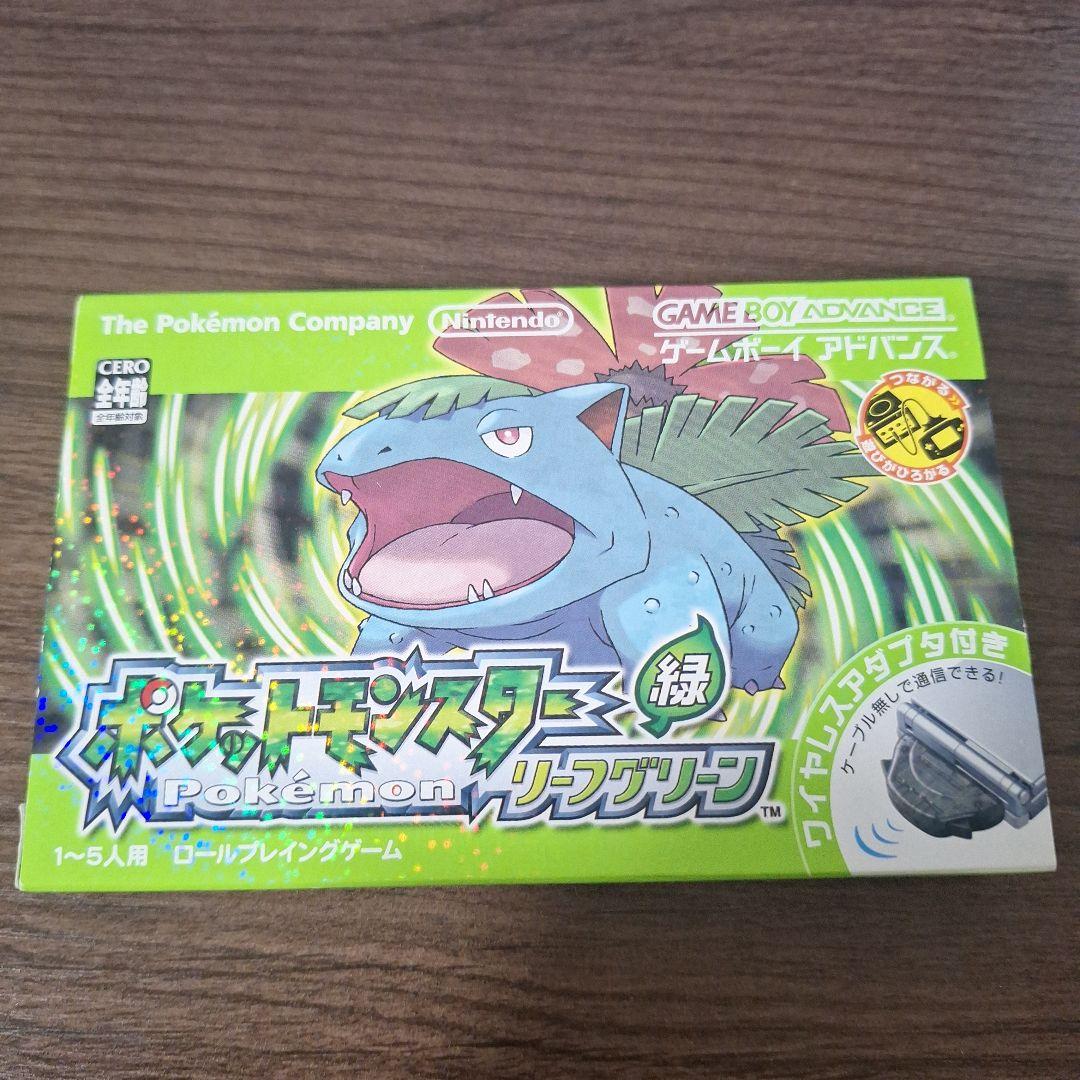 The Pokémon Company
Nintendo
GAME BOY ADVANCE
ゲームボーイ アドバンス
CERO
全年齢
全年齢対象
つながる»
遊びがひろがる
ポケットモンスター
緑
Pokémon
リーフグリーン™
ワイヤレスアダプタ付き
ケーブル無しで通信できる!
1〜5人用 ロールプレイングゲーム